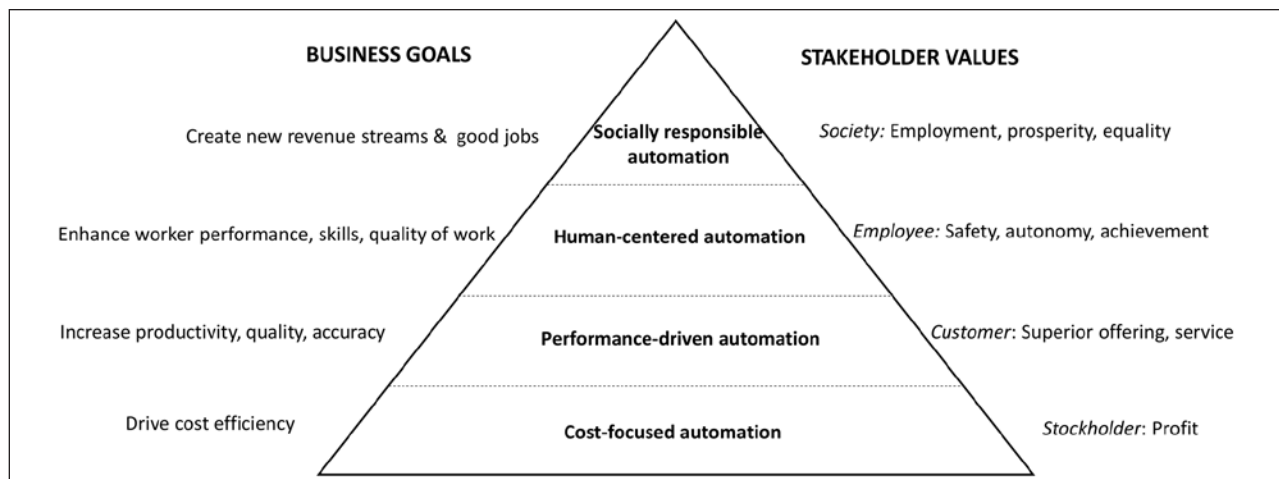 BUSINESS GOALS
STAKEHOLDER VALUES
Create new revenue streams & good jobs
Socially responsible
automation
Society: Employment, prosperity, equality
Enhance worker performance, skills, quality of work
Human-centered automation
Employee: Safety, autonomy, achievement
Increase productivity, quality, accuracy
Performance-driven automation
Customer: Superior offering, service
Drive cost efficiency
Cost-focused automation
Stockholder: Profit